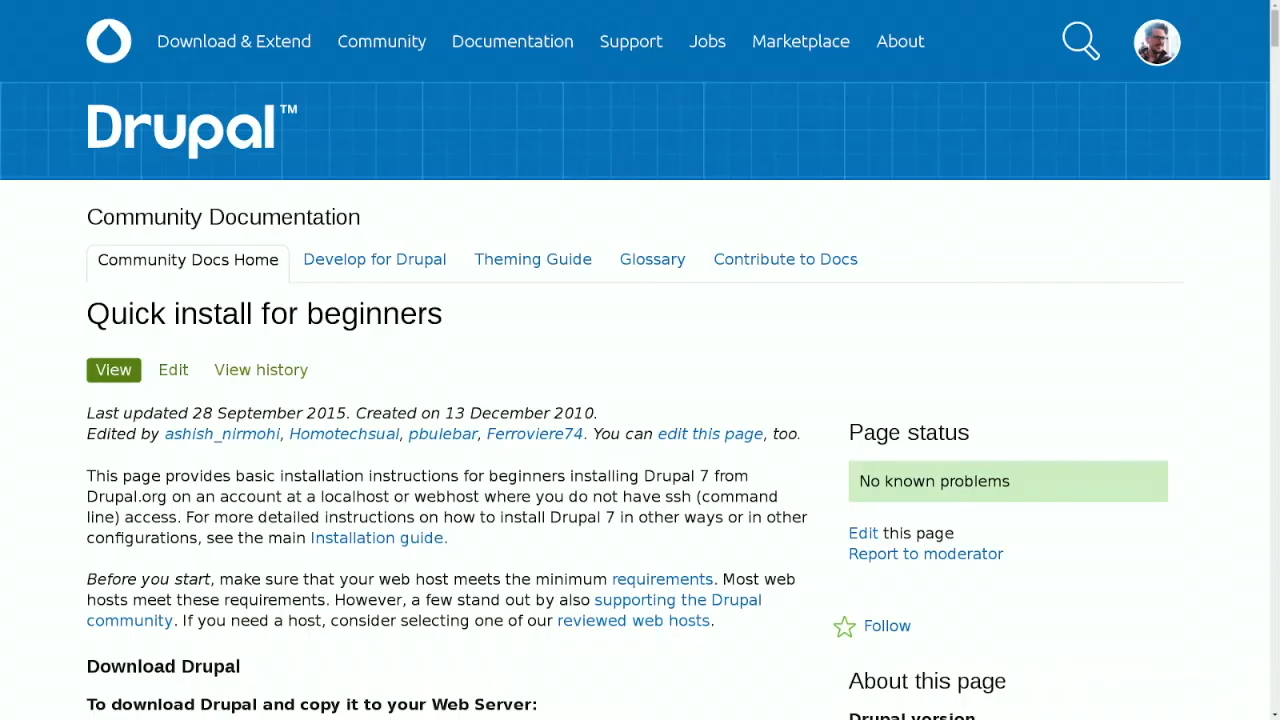 Download & Extend Community Documentation Support Jobs Marketplace About
Drupal™
Community Documentation
Community Docs Home Develop for Drupal Theming Guide Glossary Contribute to Docs
Quick install for beginners
View Edit View history
Last updated 28 September 2015. Created on 13 December 2010.
Edited by ashish_nirmohi, Homotechsual, pbulebar, Ferroviere74. You can edit this page, too.
This page provides basic installation instructions for beginners installing Drupal 7 from
Drupal.org on an account at a localhost or webhost where you do not have ssh (command
line) access. For more detailed instructions on how to install Drupal 7 in other ways or in other
configurations, see the main Installation guide.
Before you start, make sure that your web host meets the minimum requirements. Most web
hosts meet these requirements. However, a few stand out by also supporting the Drupal
community. If you need a host, consider selecting one of our reviewed web hosts.
Download Drupal
To download Drupal and copy it to your Web Server:
Page status
No known problems
Edit this page
Report to moderator
Follow
About this page
Drupal version